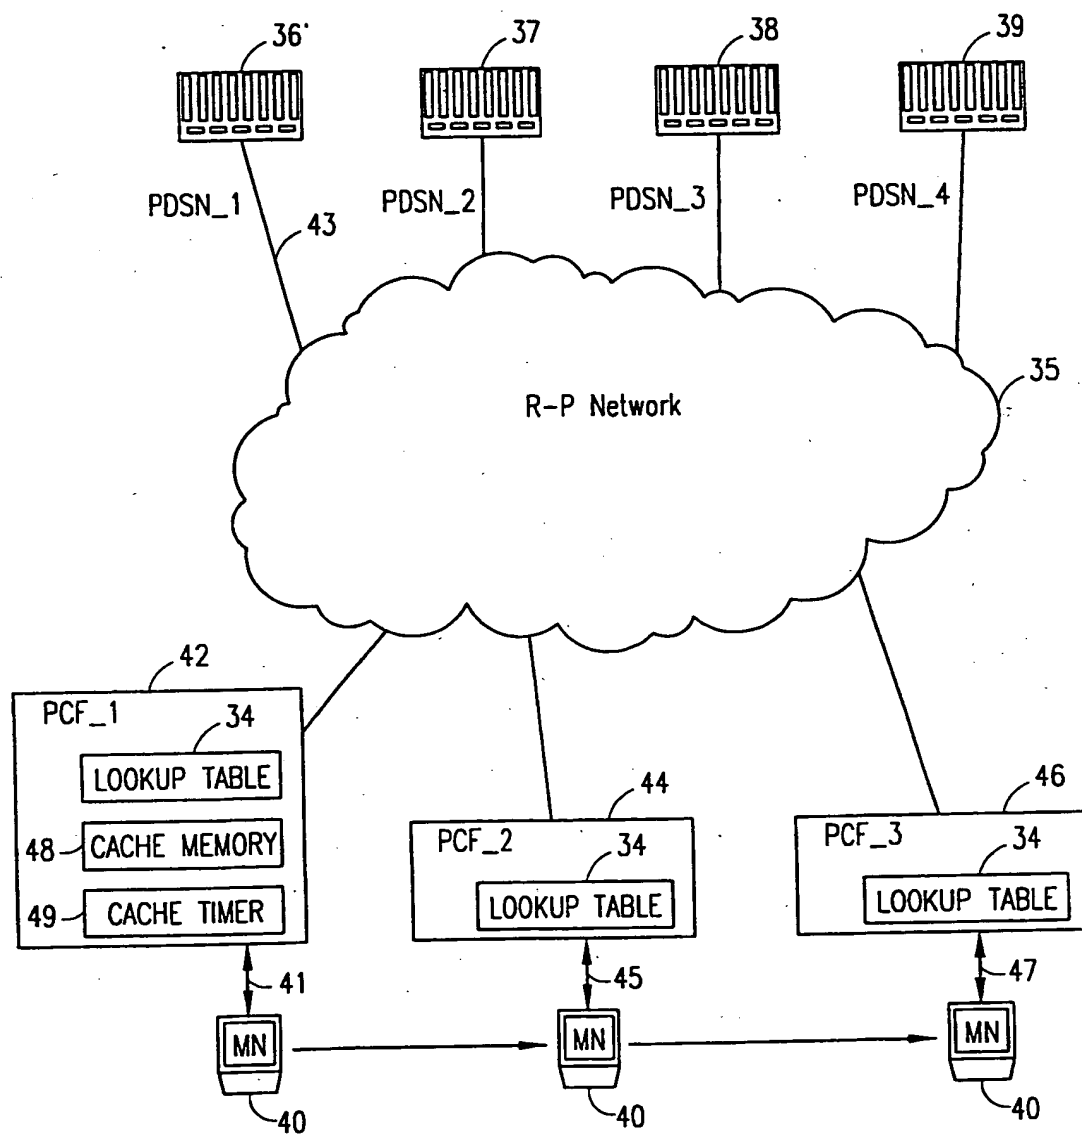 36
37
38
39
PDSN_1
PDSN_2
PDSN_3
PDSN_4
43
35
R-P Network
42
PCF_1
34
LOOKUP TABLE
48
CACHE MEMORY
49
CACHE TIMER
44
PCF_2
34
LOOKUP TABLE
46
PCF_3
34
LOOKUP TABLE
41
45
47
MN
MN
MN
40
40
40